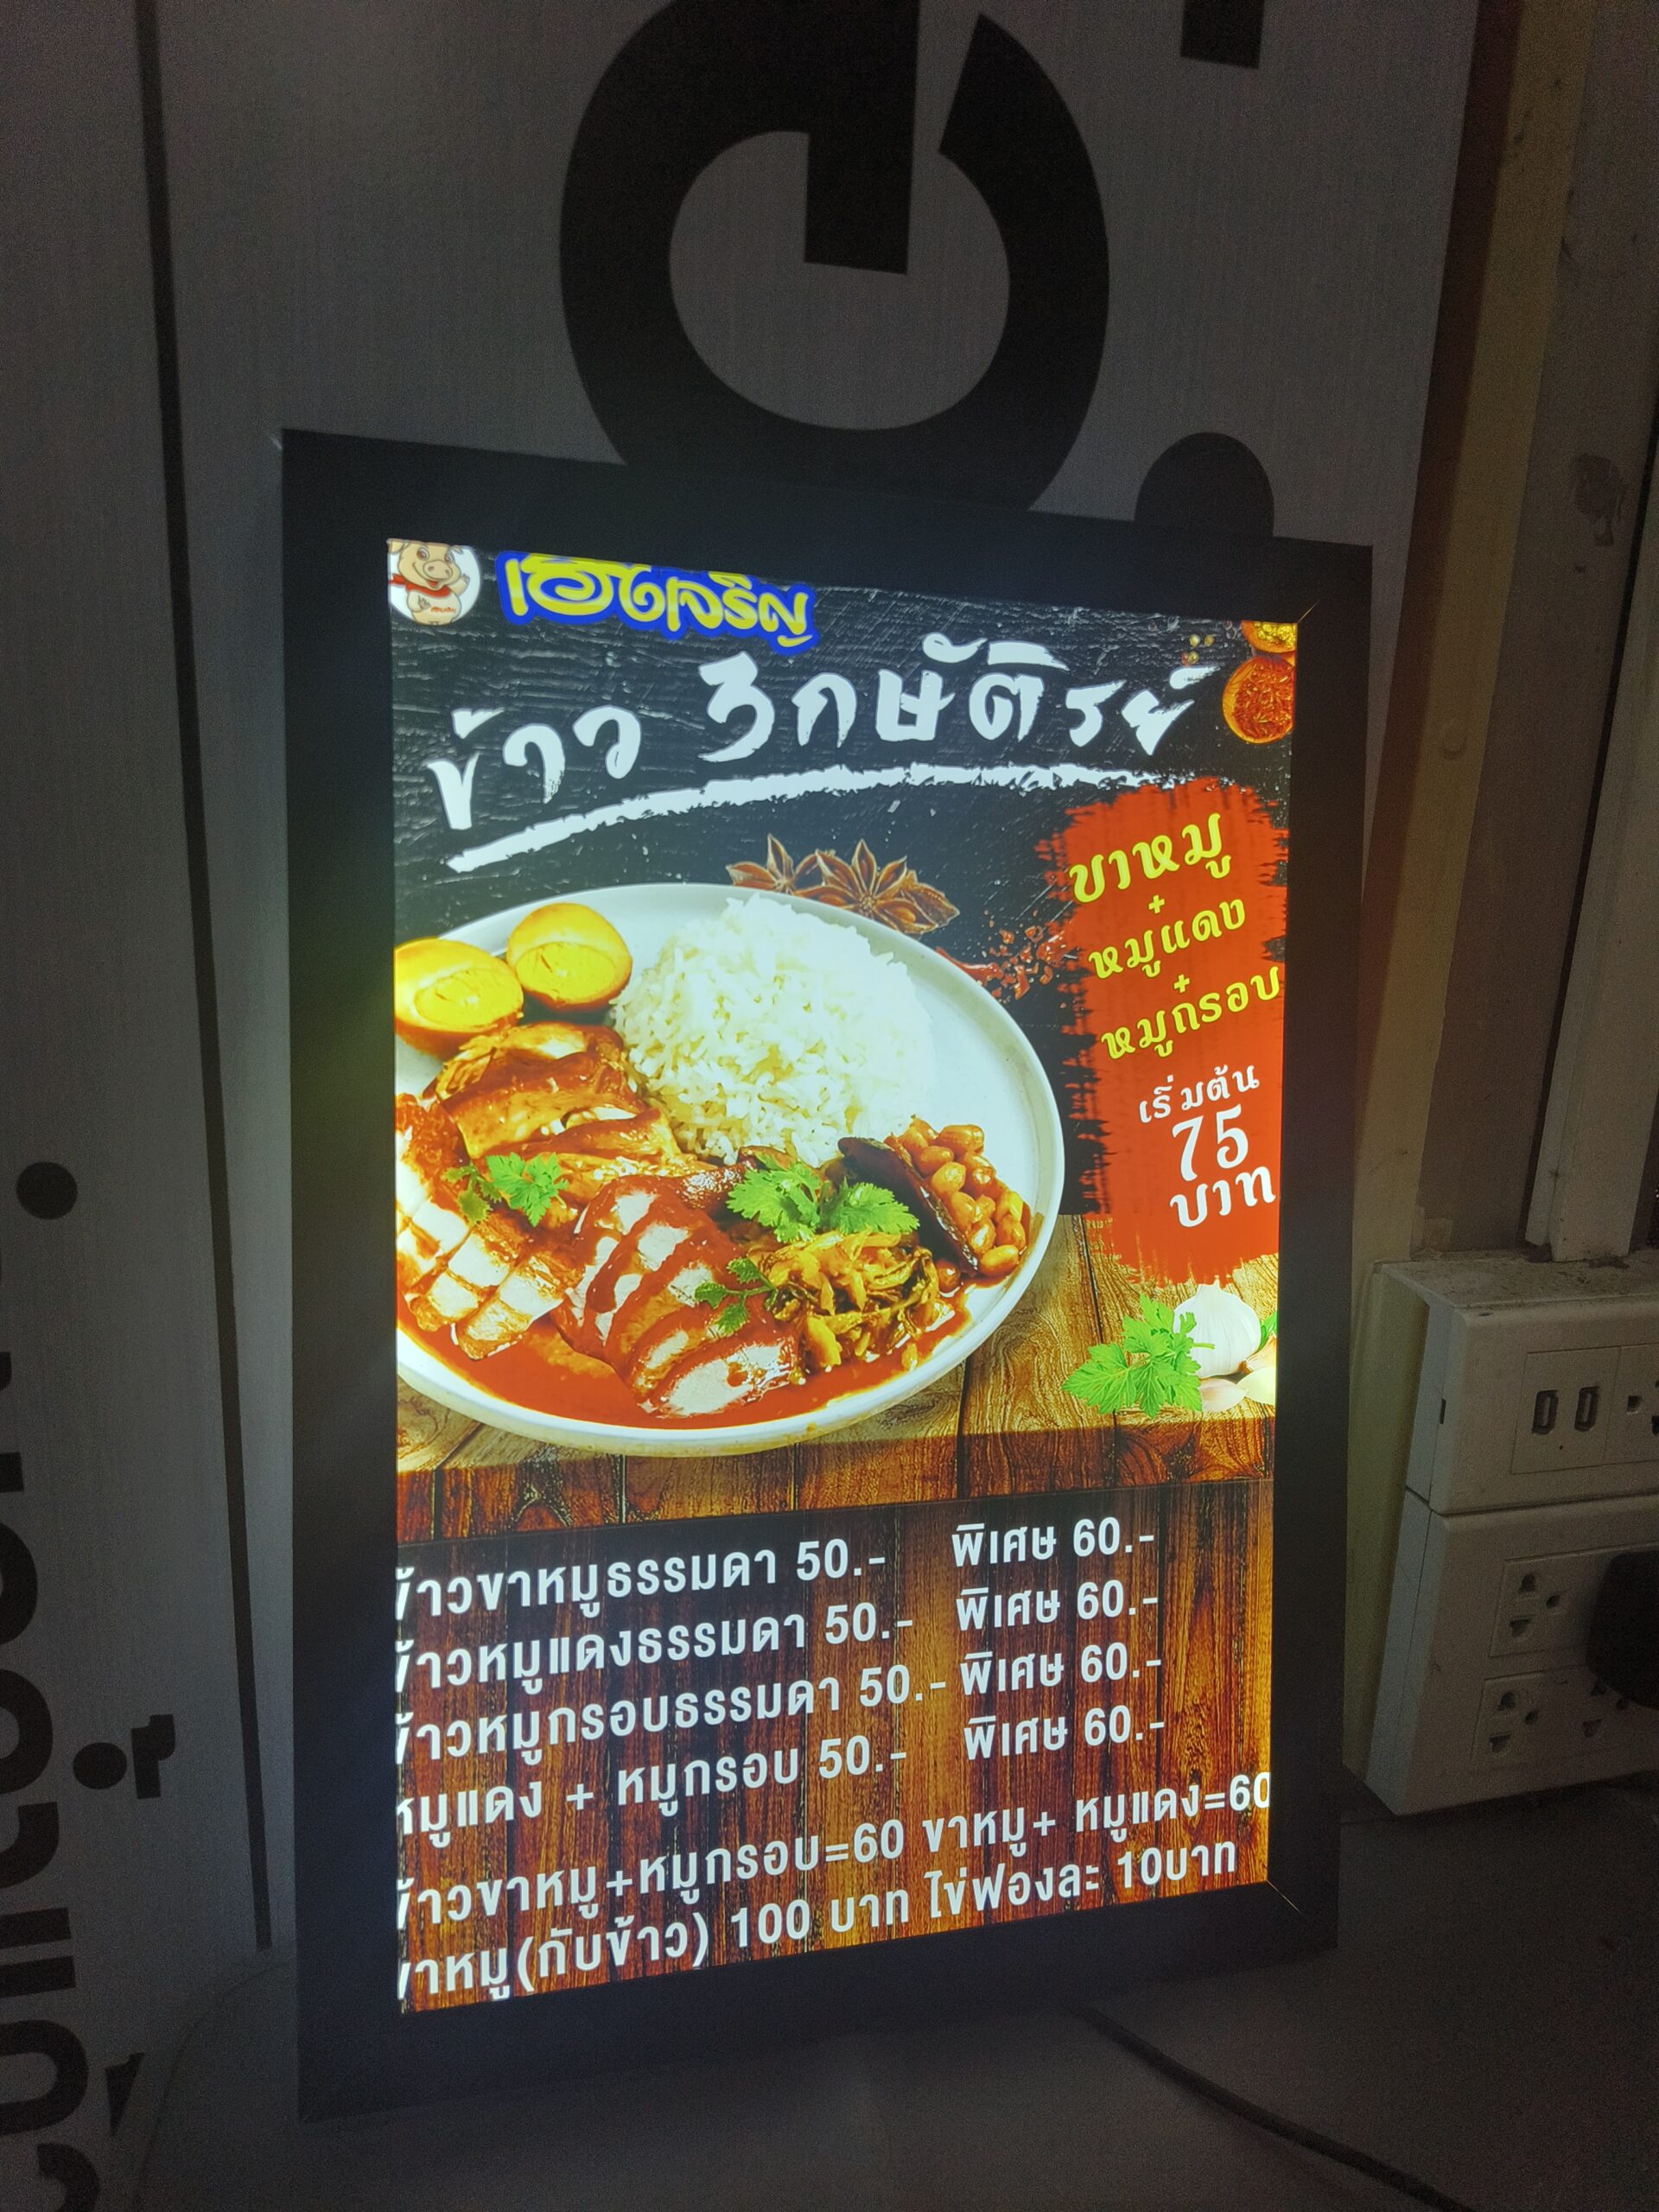 เฮงเจริญ
ข้าว 3กษัติรย์
ขาหมู
+
หมูแดง
+
หมูกรอบ
เริ่มต้น
75
บาท
ข้าวขาหมูธรรมดา 50.- พิเศษ 60.-
ข้าวหมูแดงธรรมดา 50.- พิเศษ 60.-
ข้าวหมูกรอบธรรมดา 50.- พิเศษ 60.-
หมูแดง + หมูกรอบ 50.- พิเศษ 60.-
ข้าวขาหมู+หมูกรอบ=60 ขาหมู+ หมูแดง=60
ขาหมู(กับข้าว) 100 บาท ไข่ฟองละ 10บาท